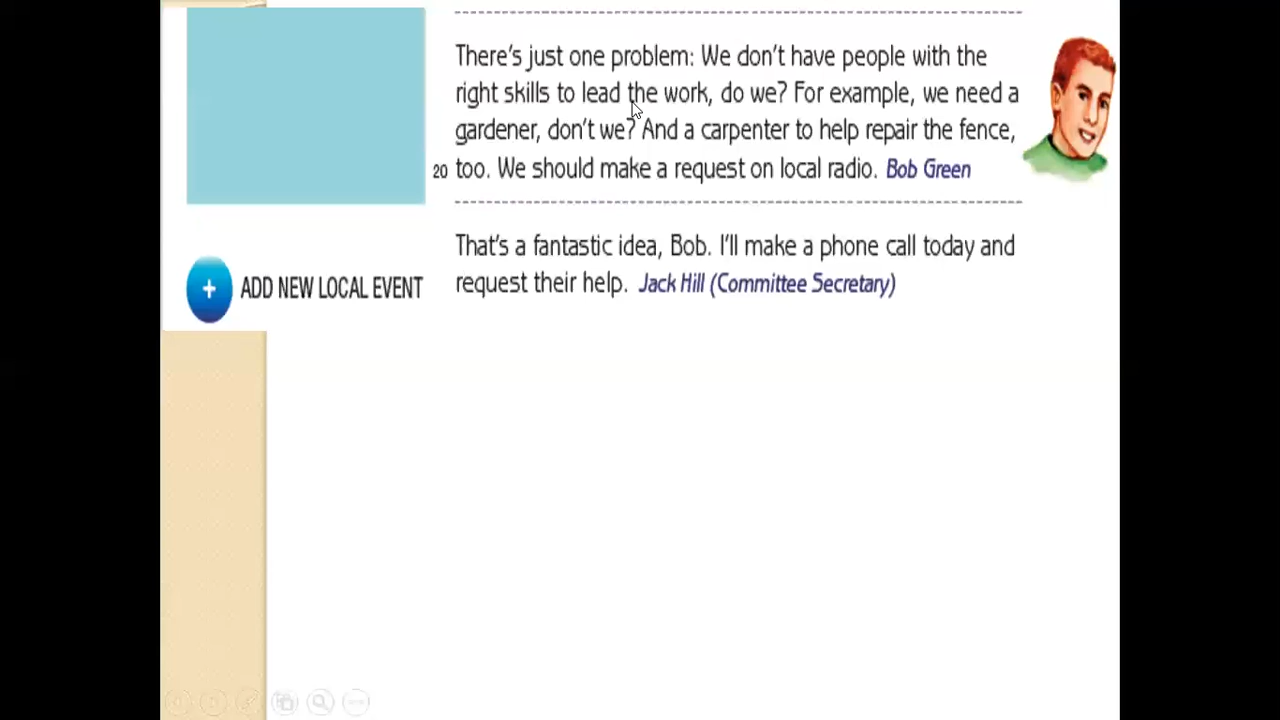 There's just one problem: We don't have people with the
right skills to lead the work, do we? For example, we need a
gardener, don't we? And a carpenter to help repair the fence,
20 too. We should make a request on local radio. Bob Green
That's a fantastic idea, Bob. I'll make a phone call today and
request their help. Jack Hill (Committee Secretary)
+ ADD NEW LOCAL EVENT